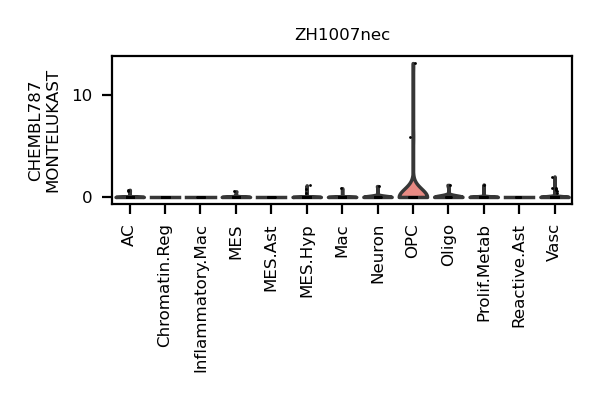 ZH1007nec
CHEMBL787
MONTELUKAST
10
0
AC
Chromatin.Reg
Inflammatory.Mac
MES
MES.Ast
MES.Hyp
Mac
Neuron
OPC
Oligo
Prolif.Metab
Reactive.Ast
Vasc